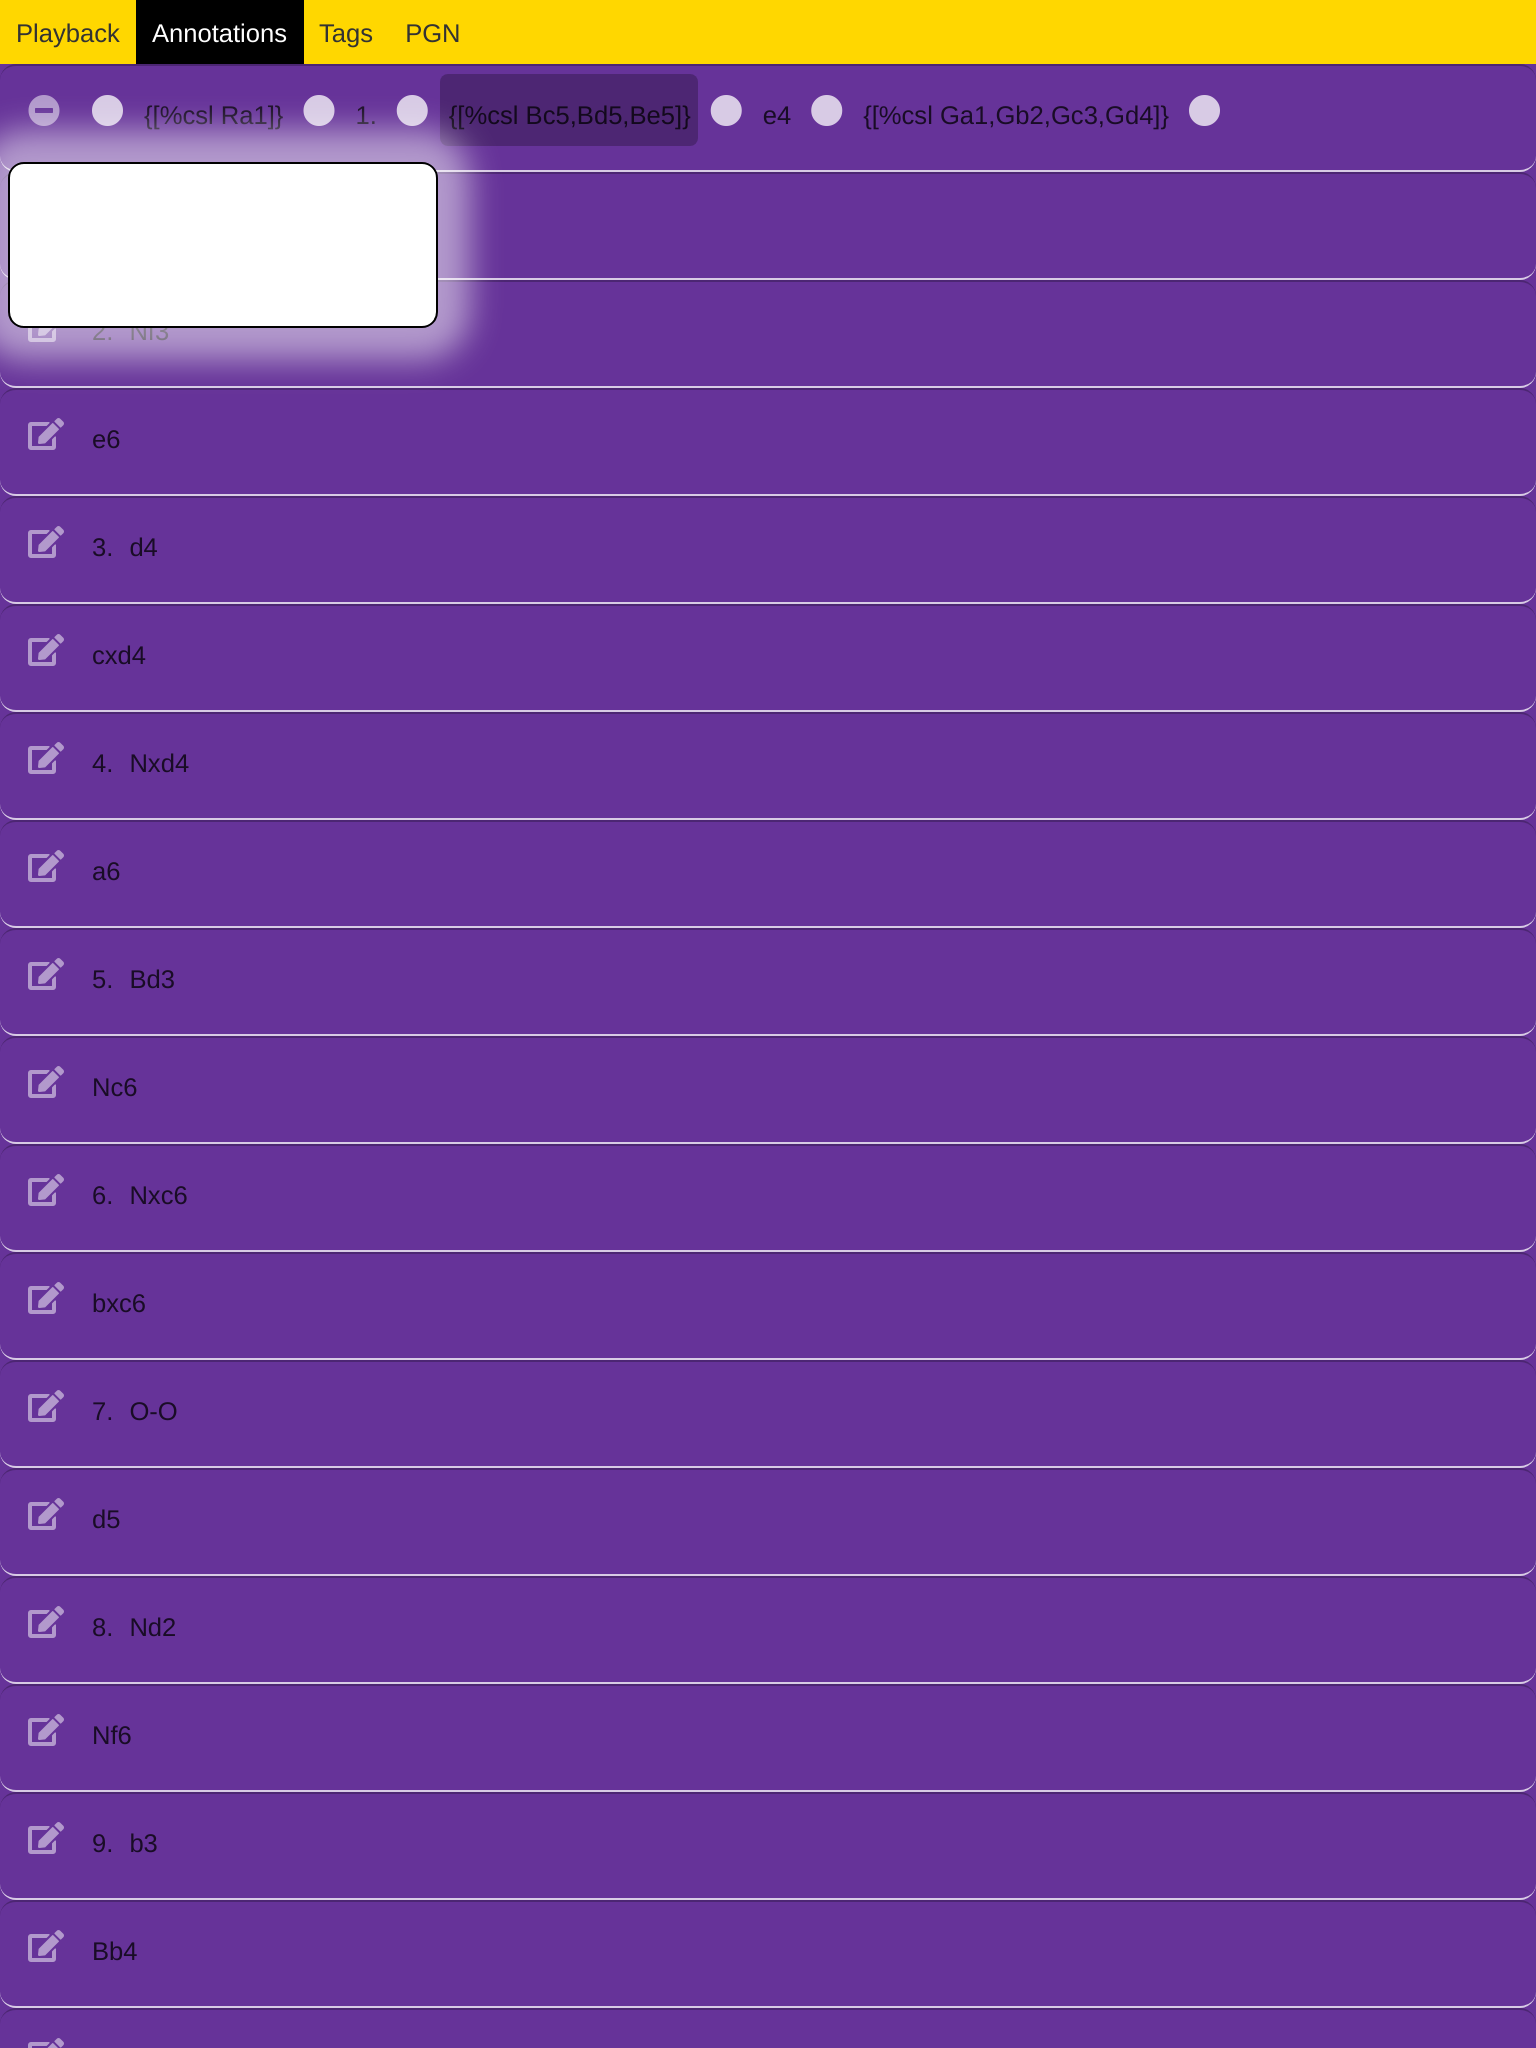 Playback Annotations Tags PGN
{[%csl Ra1]} 1. {[%csl Bc5,Bd5,Be5]} e4 {[%csl Ga1,Gb2,Gc3,Gd4]}
2. Nf3
e6
3. d4
cxd4
4. Nxd4
a6
5. Bd3
Nc6
6. Nxc6
bxc6
7. O-O
d5
8. Nd2
Nf6
9. b3
Bb4